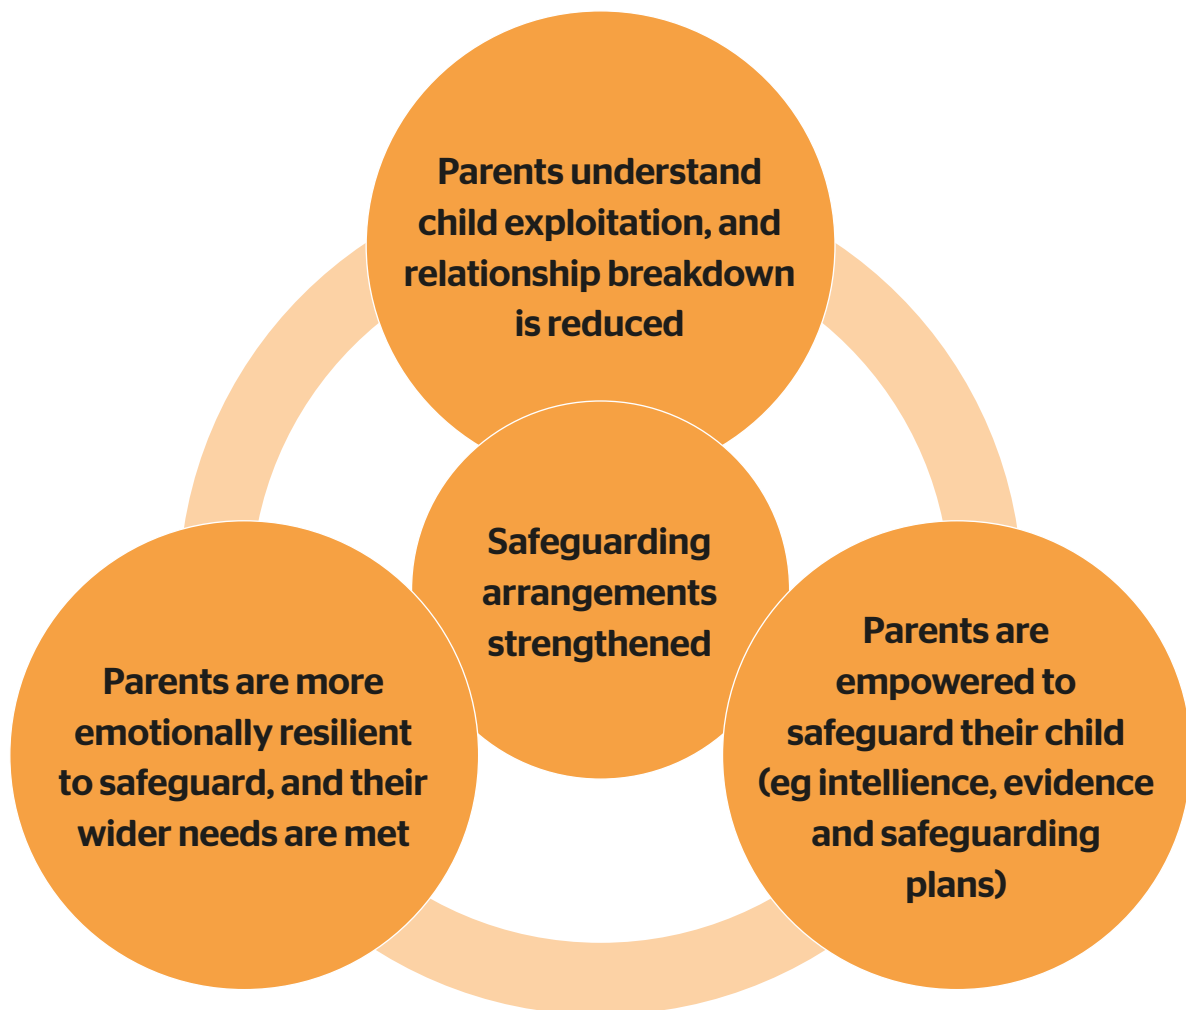 Parents understand
child exploitation, and
relationship breakdown
is reduced
Safeguarding
arrangements
strengthened
Parents are more
emotionally resilient
to safeguard, and their
wider needs are met
Parents are
empowered to
safeguard their child
(eg intellience, evidence
and safeguarding
plans)